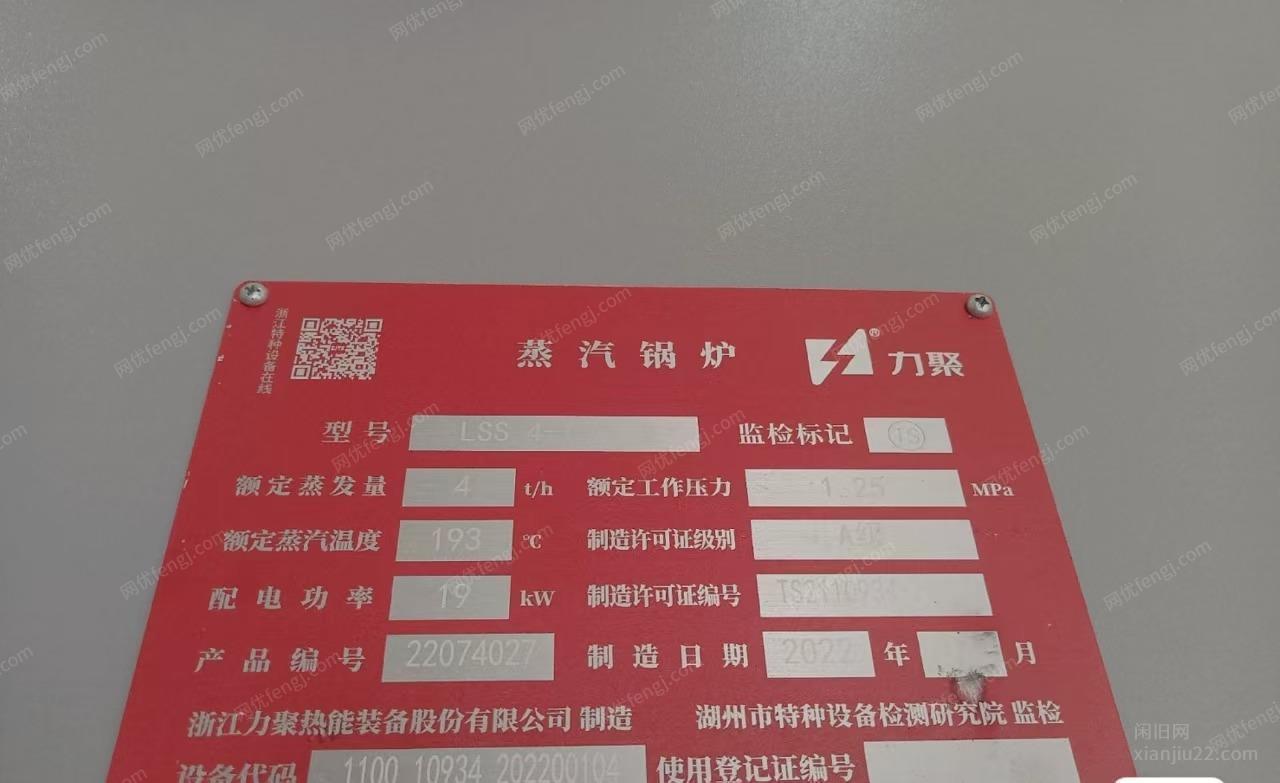 浙江特种设备在线
蒸汽锅炉
力聚®
型号 LSS 4- 监检标记 TS
额定蒸发量 4 t/h 额定工作压力 1.25 MPa
额定蒸汽温度 193 ℃ 制造许可证级别 A级
配电功率 19 kW 制造许可证编号 TS2110934
产品编号 22074027 制造日期 2022 年 月
浙江力聚热能装备股份有限公司 制造 湖州市特种设备检测研究院 监检
设备代码 1100 10934 202200104 使用登记证编号
网优fengj.com
闲旧网
xianjiu22.com